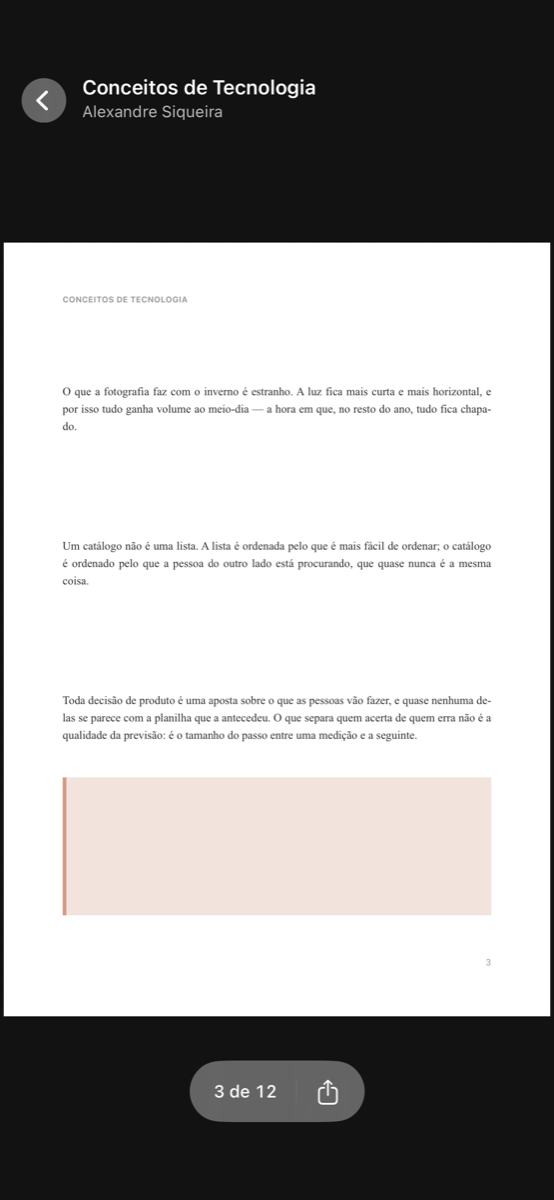 Conceitos de Tecnologia
Alexandre Siqueira
CONCEITOS DE TECNOLOGIA
O que a fotografia faz com o inverno é estranho. A luz fica mais curta e mais horizontal, e
por isso tudo ganha volume ao meio-dia — a hora em que, no resto do ano, tudo fica chapa-
do.
Um catálogo não é uma lista. A lista é ordenada pelo que é mais fácil de ordenar; o catálogo
é ordenado pelo que a pessoa do outro lado está procurando, que quase nunca é a mesma
coisa.
Toda decisão de produto é uma aposta sobre o que as pessoas vão fazer, e quase nenhuma de-
las se parece com a planilha que a antecedeu. O que separa quem acerta de quem erra não é a
qualidade da previsão: é o tamanho do passo entre uma medição e a seguinte.
3
3 de 12